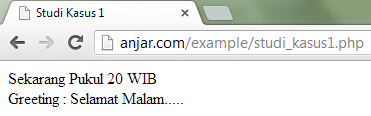 Studi Kasus 1
anjar.com/example/studi_kasus1.php
Sekarang Pukul 20 WIB
Greeting : Selamat Malam.....